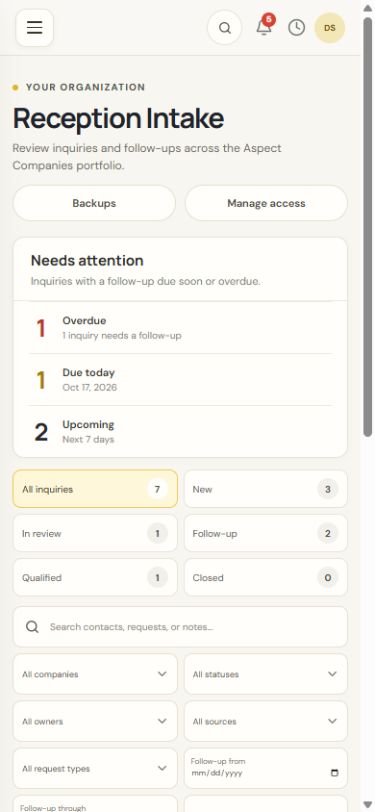 5
DS
YOUR ORGANIZATION
Reception Intake
Review inquiries and follow-ups across the Aspect
Companies portfolio.
Backups
Manage access
Needs attention
Inquiries with a follow-up due soon or overdue.
1
Overdue
1 inquiry needs a follow-up
1
Due today
Oct 17, 2026
2
Upcoming
Next 7 days
All inquiries 7
New 3
In review 1
Follow-up 2
Qualified 1
Closed 0
Search contacts, requests, or notes...
All companies
All statuses
All owners
All sources
All request types
Follow-up from
mm/dd/yyyy
Follow-up through